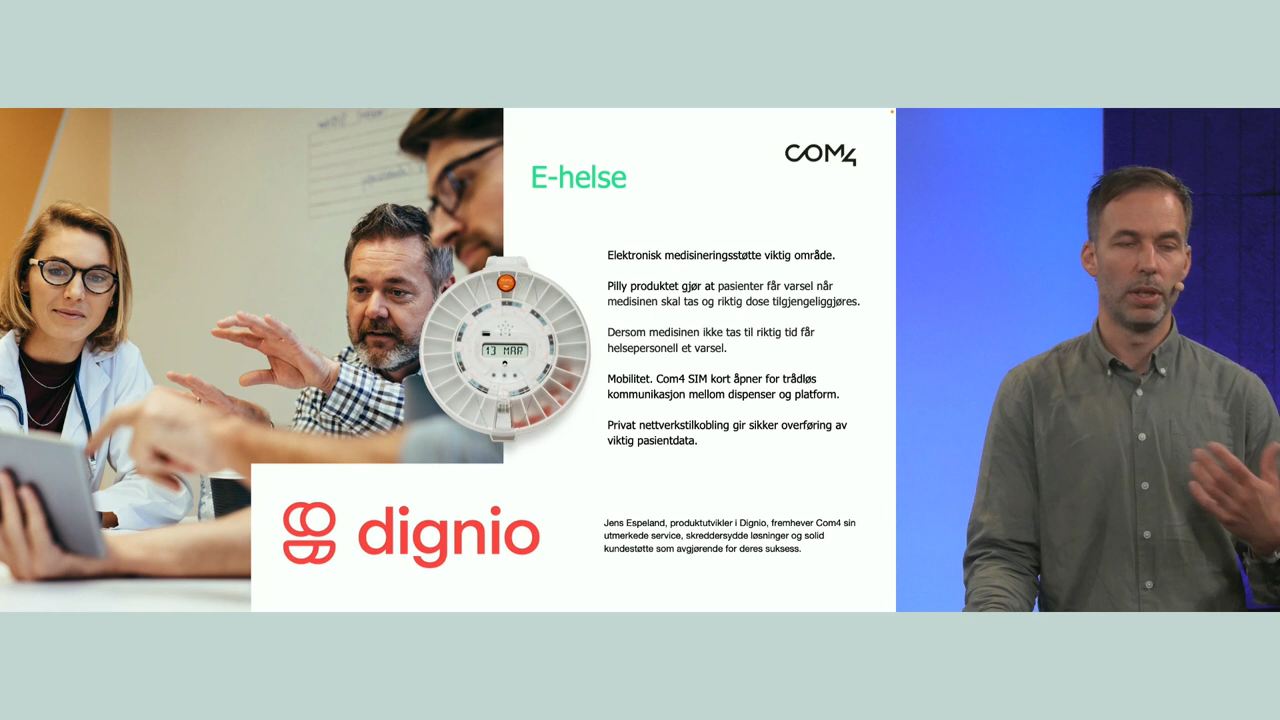 COM4
E-helse
Elektronisk medisineringsstøtte viktig område.
Pilly produktet gjør at pasienter får varsel når
medisinen skal tas og riktig dose tilgjengeliggjøres.
Dersom medisinen ikke tas til riktig tid får
helsepersonell et varsel.
Mobilitet. Com4 SIM kort åpner for trådløs
kommunikasjon mellom dispenser og platform.
Privat nettverkstilkobling gir sikker overføring av
viktig pasientdata.
13 MAR
dignio
Jens Espeland, produktutvikler i Dignio, fremhever Com4 sin
utmerkede service, skreddersydde løsninger og solid
kundestøtte som avgjørende for deres suksess.